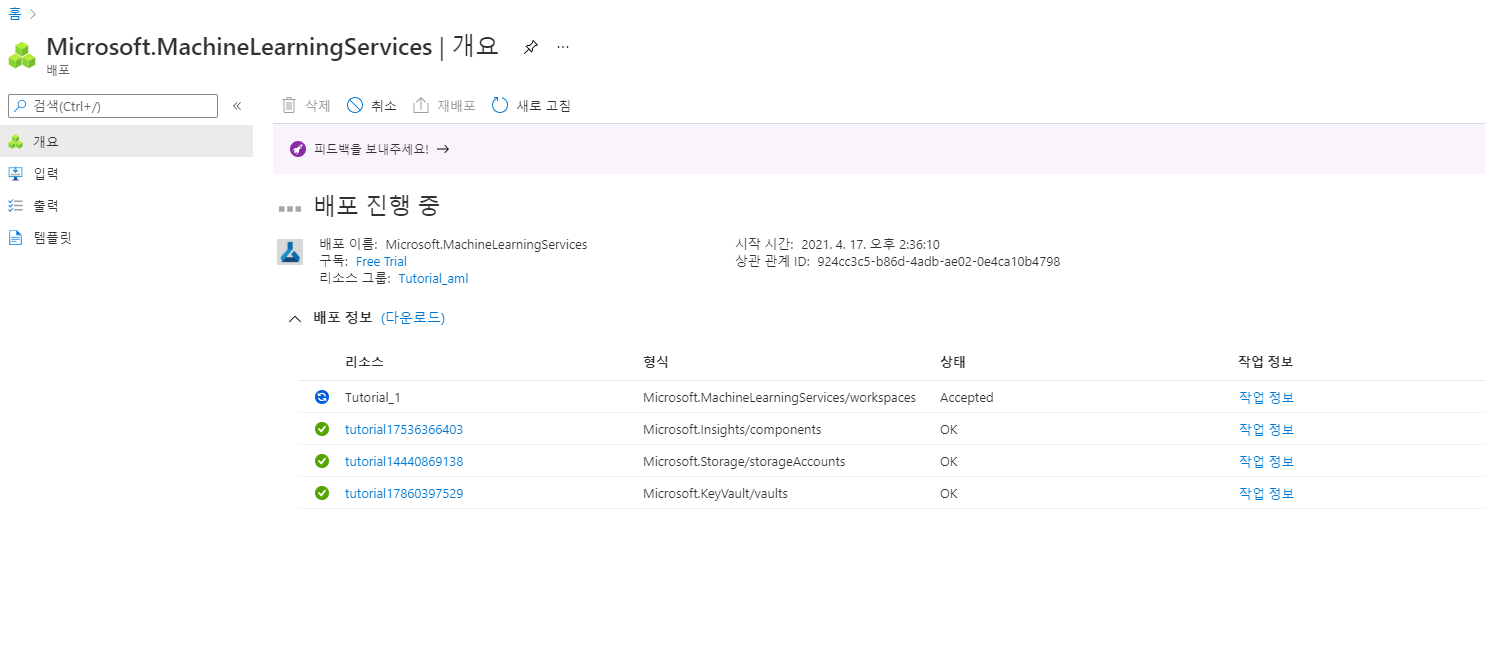 홈
Microsoft.MachineLearningServices | 개요
배포
검색(Ctrl+/)
삭제 취소 재배포 새로 고침
개요
입력
출력
템플릿
피드백을 보내주세요!
배포 진행 중
배포 이름: Microsoft.MachineLearningServices
구독: Free Trial
리소스 그룹: Tutorial_aml
시작 시간: 2021. 4. 17. 오후 2:36:10
상관 관계 ID: 924cc3c5-b86d-4adb-ae02-0e4ca10b4798
배포 정보 (다운로드)
리소스 형식 상태 작업 정보
Tutorial_1 Microsoft.MachineLearningServices/workspaces Accepted 작업 정보
tutorial17536366403 Microsoft.Insights/components OK 작업 정보
tutorial14440869138 Microsoft.Storage/storageAccounts OK 작업 정보
tutorial17860397529 Microsoft.KeyVault/vaults OK 작업 정보